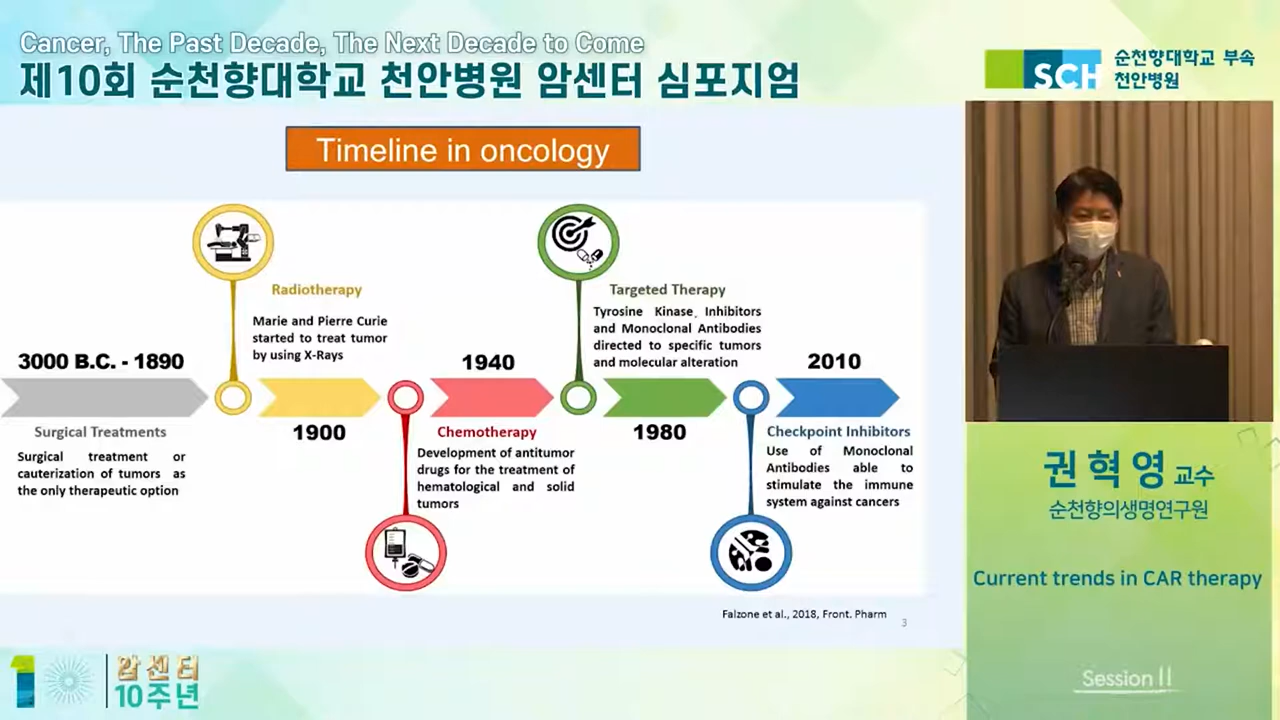 Cancer, The Past Decade, The Next Decade to Come
제10회 순천향대학교 천안병원 암센터 심포지엄
SCH
순천향대학교 부속
천안병원
Timeline in oncology
Radiotherapy
Marie and Pierre Curie
started to treat tumor
by using X-Rays
Targeted Therapy
Tyrosine Kinase, Inhibitors
and Monoclonal Antibodies
directed to specific tumors
and molecular alteration
3000 B.C. - 1890
1940
2010
Surgical Treatments
Surgical treatment or
cauterization of tumors as
the only therapeutic option
1900
Chemotherapy
Development of antitumor
drugs for the treatment of
hematological and solid
tumors
1980
Checkpoint Inhibitors
Use of Monoclonal
Antibodies able to
stimulate the immune
system against cancers
Falzone et al., 2018, Front. Pharm
3
권혁영 교수
순천향의생명연구원
Current trends in CAR therapy
Session II
암센터
10주년